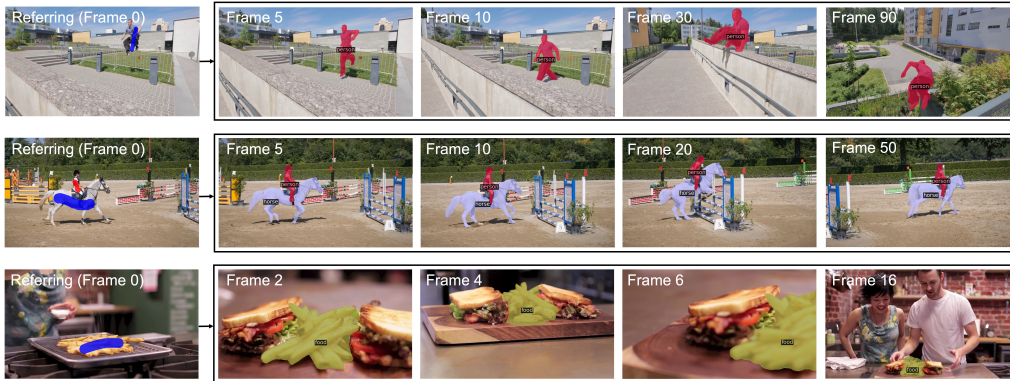 Referring (Frame 0)
Frame 5
Frame 10
Frame 30
Frame 90
person
person
person
person
Referring (Frame 0)
Frame 5
Frame 10
Frame 20
Frame 50
person
horse
person
horse
person
horse
person
horse
Referring (Frame 0)
Frame 2
Frame 4
Frame 6
Frame 16
food
food
food
food